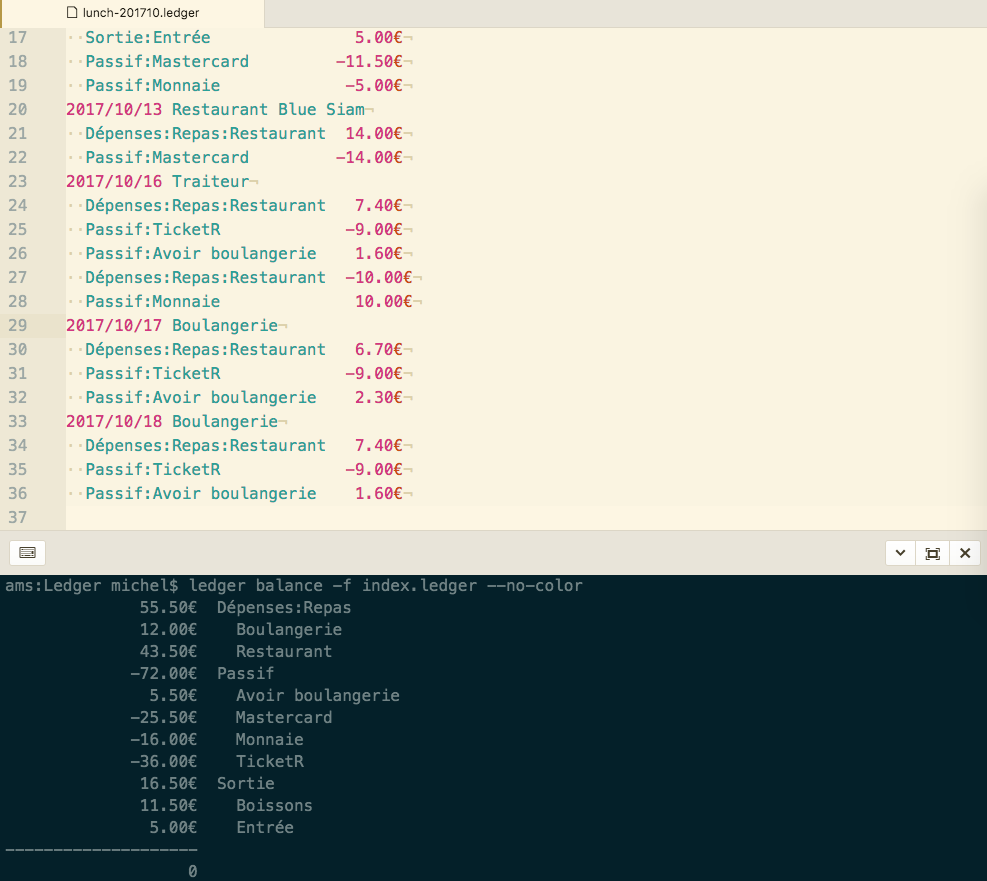 lunch-201710.ledger
17 ··Sortie:Entrée 5.00€¬
18 ··Passif:Mastercard -11.50€¬
19 ··Passif:Monnaie -5.00€¬
20 2017/10/13 Restaurant Blue Siam¬
21 ··Dépenses:Repas:Restaurant 14.00€¬
22 ··Passif:Mastercard -14.00€¬
23 2017/10/16 Traiteur¬
24 ··Dépenses:Repas:Restaurant 7.40€¬
25 ··Passif:TicketR -9.00€¬
26 ··Passif:Avoir boulangerie 1.60€¬
27 ··Dépenses:Repas:Restaurant -10.00€¬
28 ··Passif:Monnaie 10.00€¬
29 2017/10/17 Boulangerie¬
30 ··Dépenses:Repas:Restaurant 6.70€¬
31 ··Passif:TicketR -9.00€¬
32 ··Passif:Avoir boulangerie 2.30€¬
33 2017/10/18 Boulangerie¬
34 ··Dépenses:Repas:Restaurant 7.40€¬
35 ··Passif:TicketR -9.00€¬
36 ··Passif:Avoir boulangerie 1.60€¬
37
ams:Ledger michel$ ledger balance -f index.ledger --no-color
55.50€ Dépenses:Repas
12.00€ Boulangerie
43.50€ Restaurant
-72.00€ Passif
5.50€ Avoir boulangerie
-25.50€ Mastercard
-16.00€ Monnaie
-36.00€ TicketR
16.50€ Sortie
11.50€ Boissons
5.00€ Entrée
--------------------
0